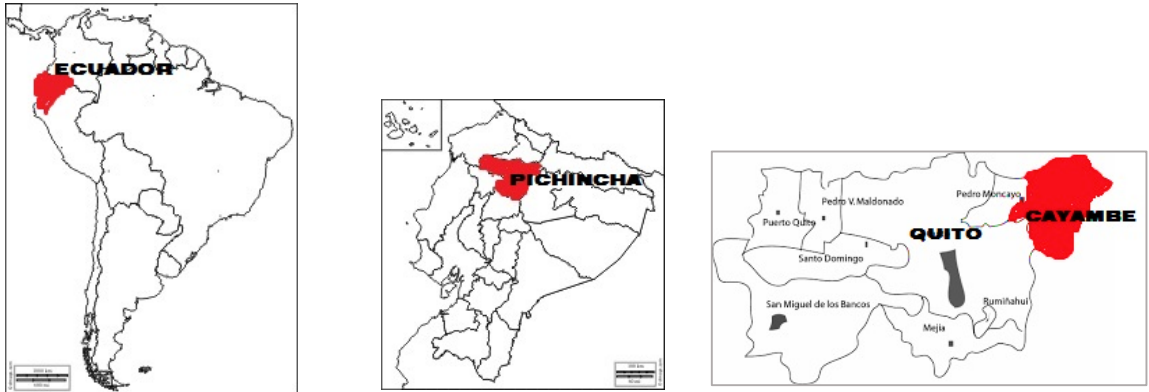 ECUADOR
PICHINCHA
Pedro Moncayo
Pedro V. Maldonado
CAYAMBE
Puerto Quito
QUITO
Santo Domingo
San Miguel de los Bancos
Rumiñahui
Mejía